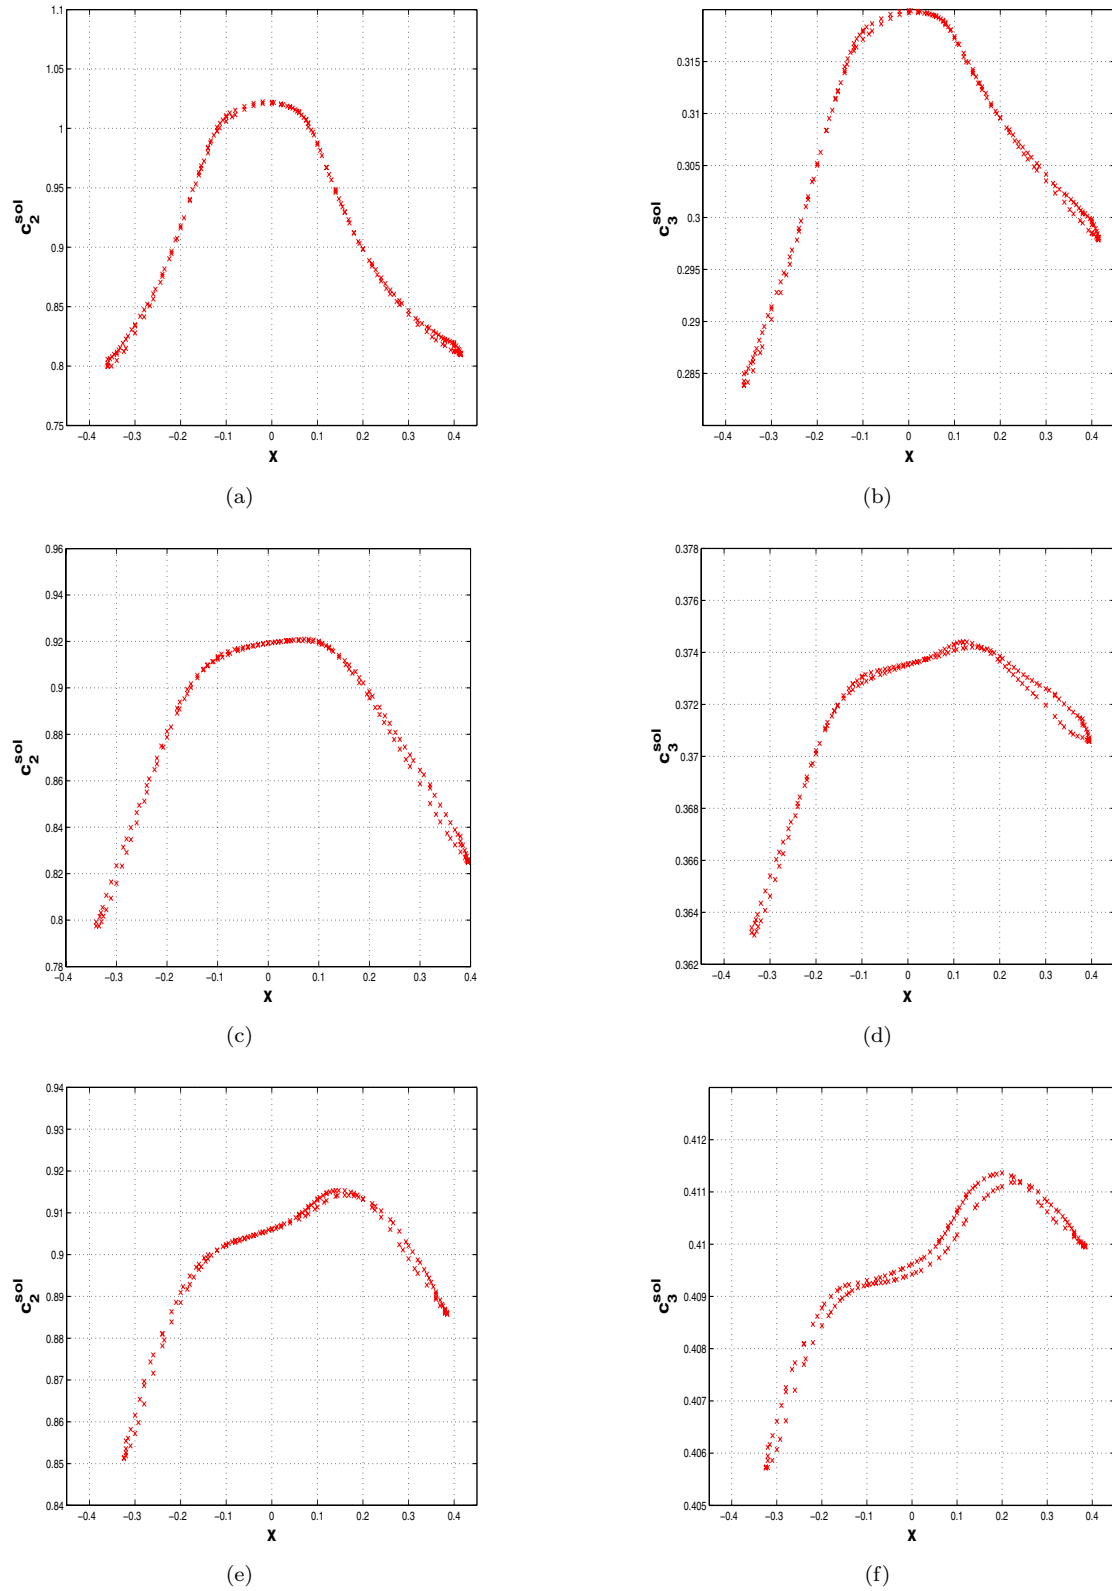 1.1
1.05
1
0.95
0.9
0.85
0.8
0.75
c₂ˢᵒˡ
−0.4 −0.3 −0.2 −0.1 0 0.1 0.2 0.3 0.4
X
(a)
0.315
0.31
0.305
0.3
0.295
0.29
0.285
c₃ˢᵒˡ
−0.4 −0.3 −0.2 −0.1 0 0.1 0.2 0.3 0.4
X
(b)
0.96
0.94
0.92
0.9
0.88
0.86
0.84
0.82
0.8
0.78
c₂ˢᵒˡ
−0.4 −0.3 −0.2 −0.1 0 0.1 0.2 0.3 0.4
X
(c)
0.378
0.376
0.374
0.372
0.37
0.368
0.366
0.364
0.362
c₃ˢᵒˡ
−0.4 −0.3 −0.2 −0.1 0 0.1 0.2 0.3 0.4
X
(d)
0.94
0.93
0.92
0.91
0.9
0.89
0.88
0.87
0.86
0.85
0.84
c₂ˢᵒˡ
−0.4 −0.3 −0.2 −0.1 0 0.1 0.2 0.3 0.4
X
(e)
0.412
0.411
0.41
0.409
0.408
0.407
0.406
0.405
c₃ˢᵒˡ
−0.4 −0.3 −0.2 −0.1 0 0.1 0.2 0.3 0.4
X
(f)